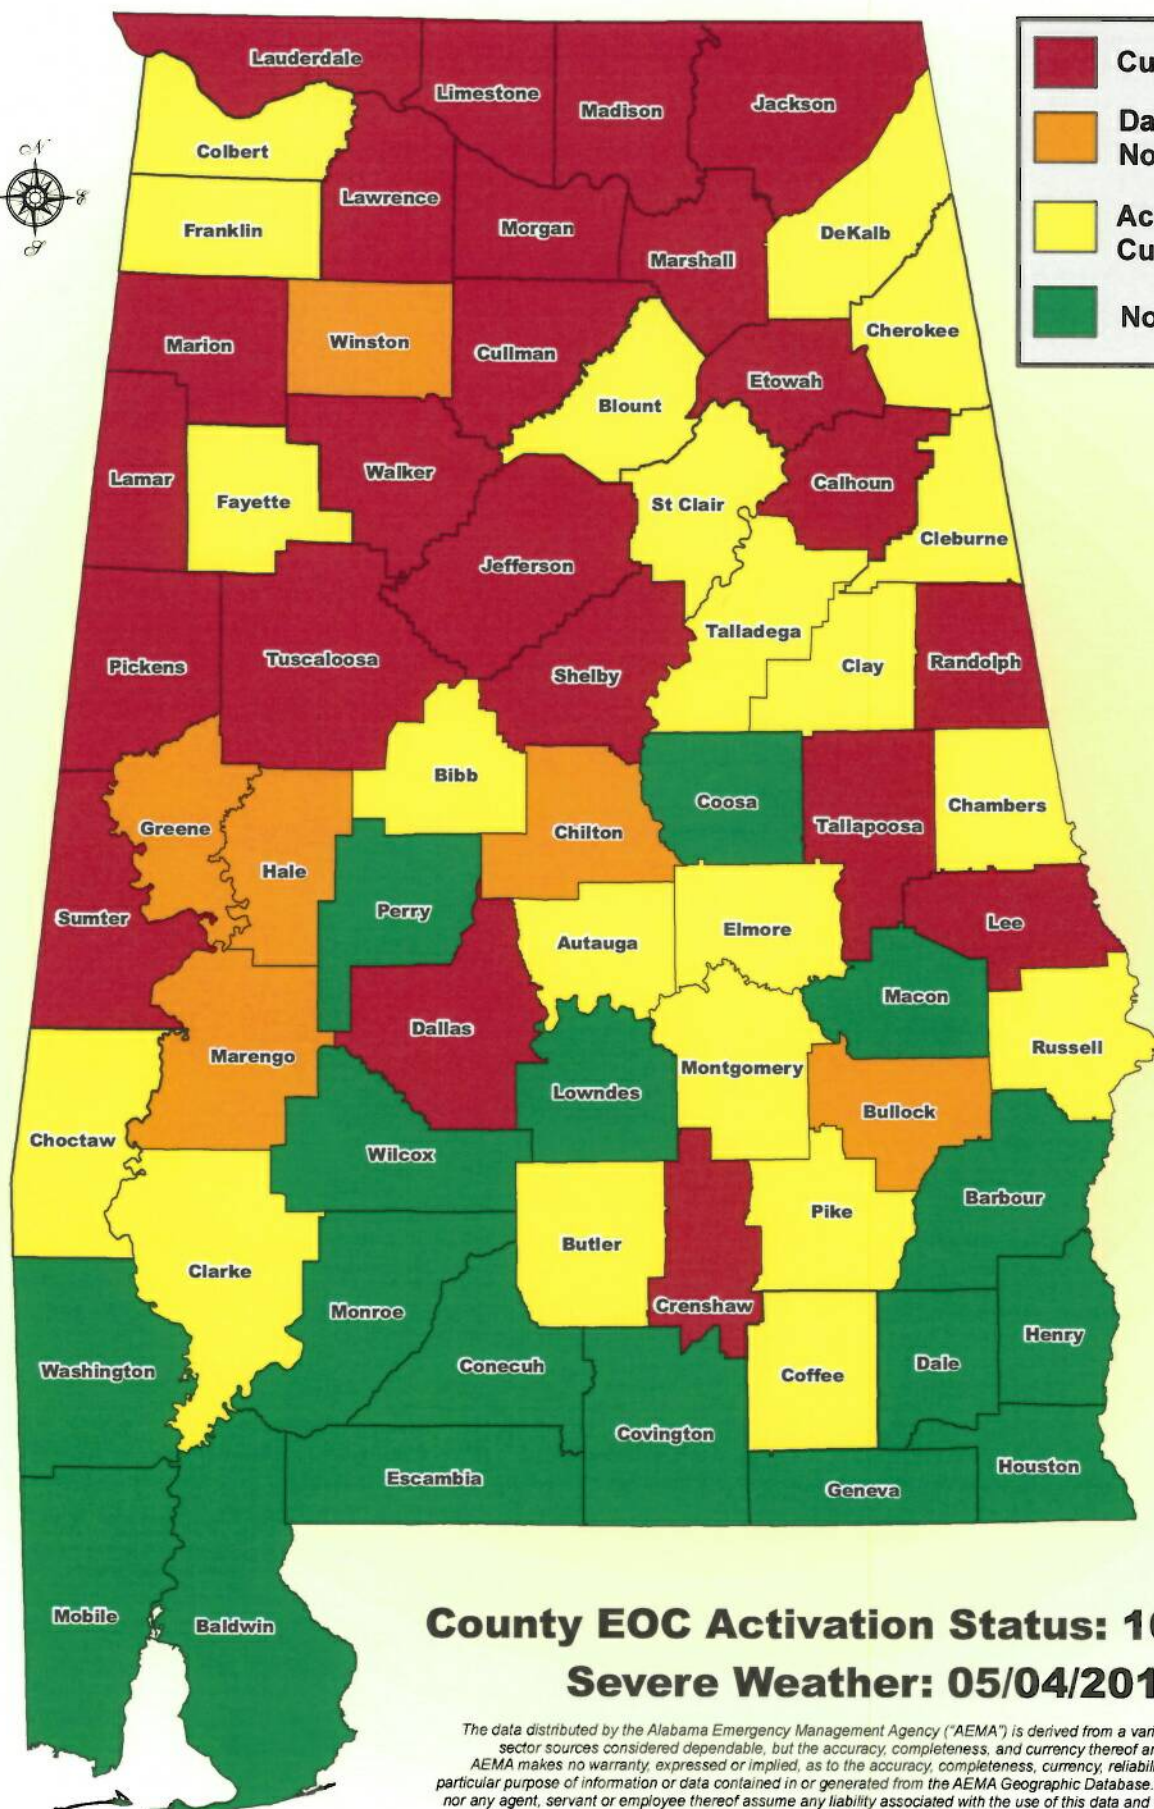 N
E
S
Cu
Da
No
Ac
Cu
No
Lauderdale
Limestone
Madison
Jackson
Colbert
Lawrence
Franklin
Morgan
DeKalb
Marshall
Marion
Winston
Cullman
Cherokee
Etowah
Blount
Lamar
Walker
Calhoun
Fayette
St Clair
Cleburne
Jefferson
Talladega
Pickens
Tuscaloosa
Shelby
Clay
Randolph
Bibb
Coosa
Chambers
Greene
Chilton
Tallapoosa
Hale
Perry
Sumter
Autauga
Elmore
Lee
Macon
Dallas
Marengo
Montgomery
Russell
Lowndes
Bullock
Choctaw
Wilcox
Barbour
Pike
Butler
Clarke
Crenshaw
Monroe
Henry
Washington
Conecuh
Dale
Coffee
Covington
Escambia
Houston
Geneva
Mobile
Baldwin
County EOC Activation Status: 1
Severe Weather: 05/04/201
The data distributed by the Alabama Emergency Management Agency ("AEMA") is derived from a vari
sector sources considered dependable, but the accuracy, completeness, and currency thereof ar
AEMA makes no warranty, expressed or implied, as to the accuracy, completeness, currency, reliabili
particular purpose of information or data contained in or generated from the AEMA Geographic Database.
nor any agent, servant or employee thereof assume any liability associated with the use of this data and